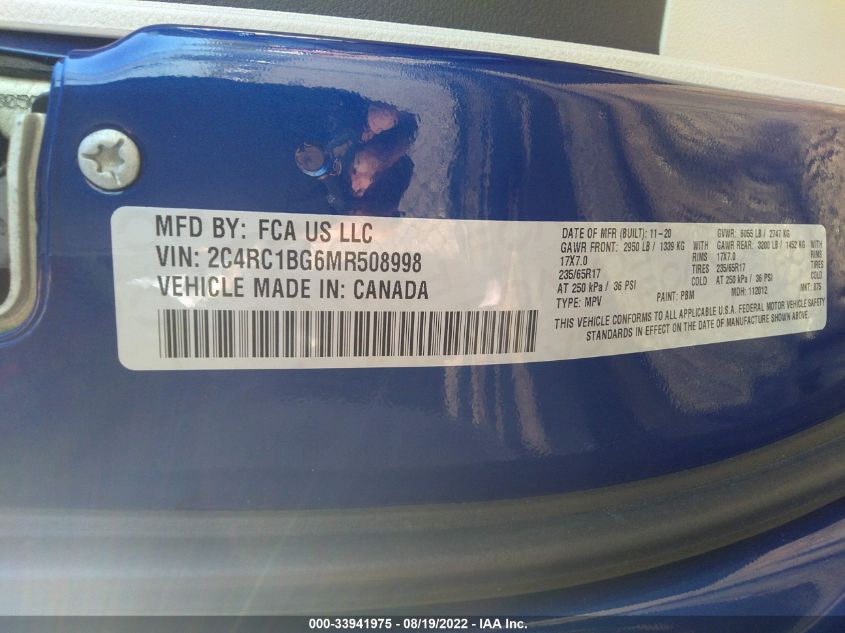 MFD BY: FCA US LLC
VIN: 2C4RC1BG6MR508998
VEHICLE MADE IN: CANADA
DATE OF MFR (BUILT): 11-20 GVWR: 6055 LB / 2747 KG
GAWR FRONT: 2950 LB / 1339 KG WITH GAWR REAR: 3200 LB / 1452 KG WITH
17X7.0 RIMS 17X7.0 RIMS
235/65R17 TIRES 235/65R17 TIRES
AT 250 kPa / 36 PSI COLD AT 250 kPa / 36 PSI COLD
TYPE: MPV PAINT: PBM MDH: 112012 MNT: 875
THIS VEHICLE CONFORMS TO ALL APPLICABLE U.S.A. FEDERAL MOTOR VEHICLE SAFETY
STANDARDS IN EFFECT ON THE DATE OF MANUFACTURE SHOWN ABOVE.
000-33941975 - 08/19/2022 - IAA Inc.